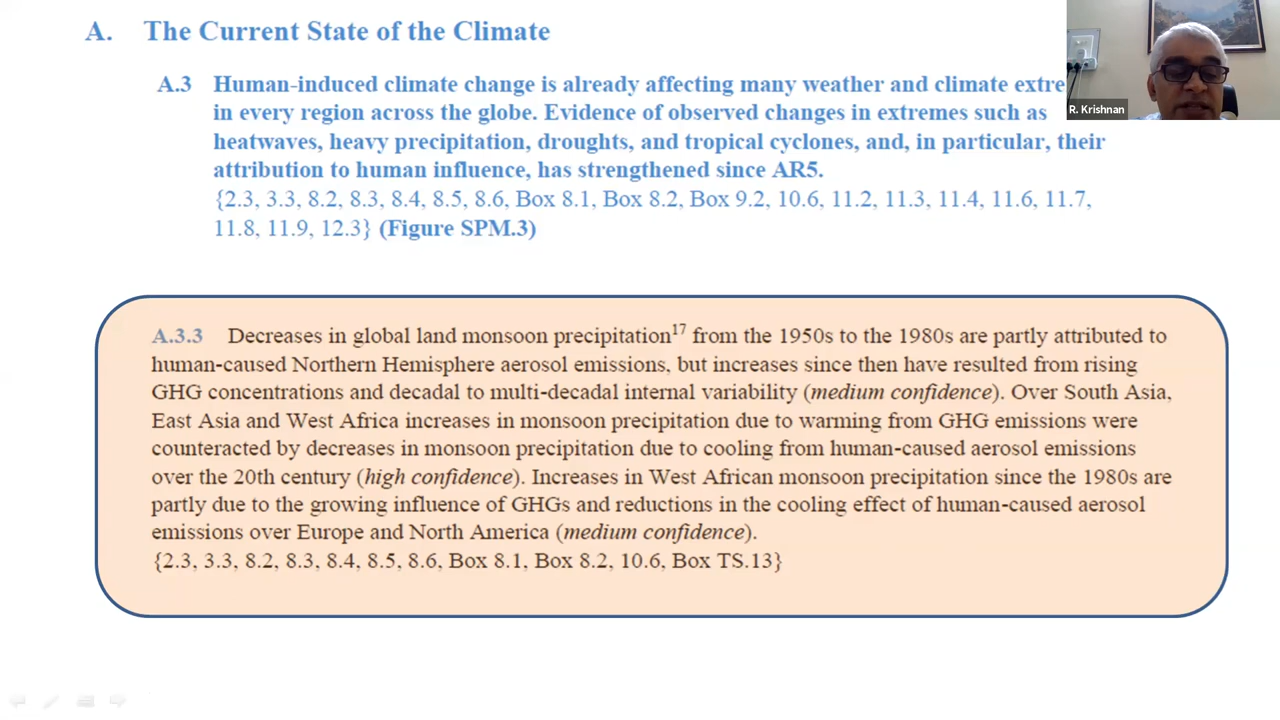 A. The Current State of the Climate
A.3 Human-induced climate change is already affecting many weather and climate extre
in every region across the globe. Evidence of observed changes in extremes such as
heatwaves, heavy precipitation, droughts, and tropical cyclones, and, in particular, their
attribution to human influence, has strengthened since AR5.
{2.3, 3.3, 8.2, 8.3, 8.4, 8.5, 8.6, Box 8.1, Box 8.2, Box 9.2, 10.6, 11.2, 11.3, 11.4, 11.6, 11.7,
11.8, 11.9, 12.3} (Figure SPM.3)
R. Krishnan
A.3.3 Decreases in global land monsoon precipitation17 from the 1950s to the 1980s are partly attributed to
human-caused Northern Hemisphere aerosol emissions, but increases since then have resulted from rising
GHG concentrations and decadal to multi-decadal internal variability (medium confidence). Over South Asia,
East Asia and West Africa increases in monsoon precipitation due to warming from GHG emissions were
counteracted by decreases in monsoon precipitation due to cooling from human-caused aerosol emissions
over the 20th century (high confidence). Increases in West African monsoon precipitation since the 1980s are
partly due to the growing influence of GHGs and reductions in the cooling effect of human-caused aerosol
emissions over Europe and North America (medium confidence).
{2.3, 3.3, 8.2, 8.3, 8.4, 8.5, 8.6, Box 8.1, Box 8.2, 10.6, Box TS.13}